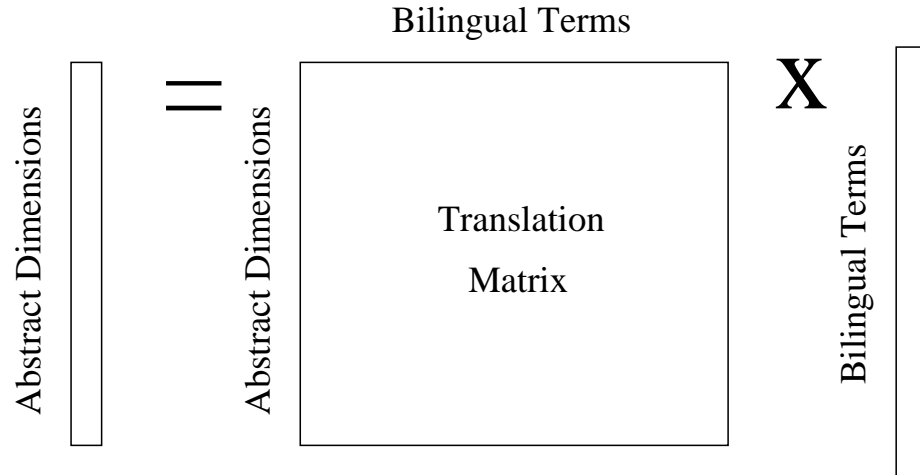 Bilingual Terms
Abstract Dimensions
=
Abstract Dimensions
Translation
Matrix
X
Bilingual Terms